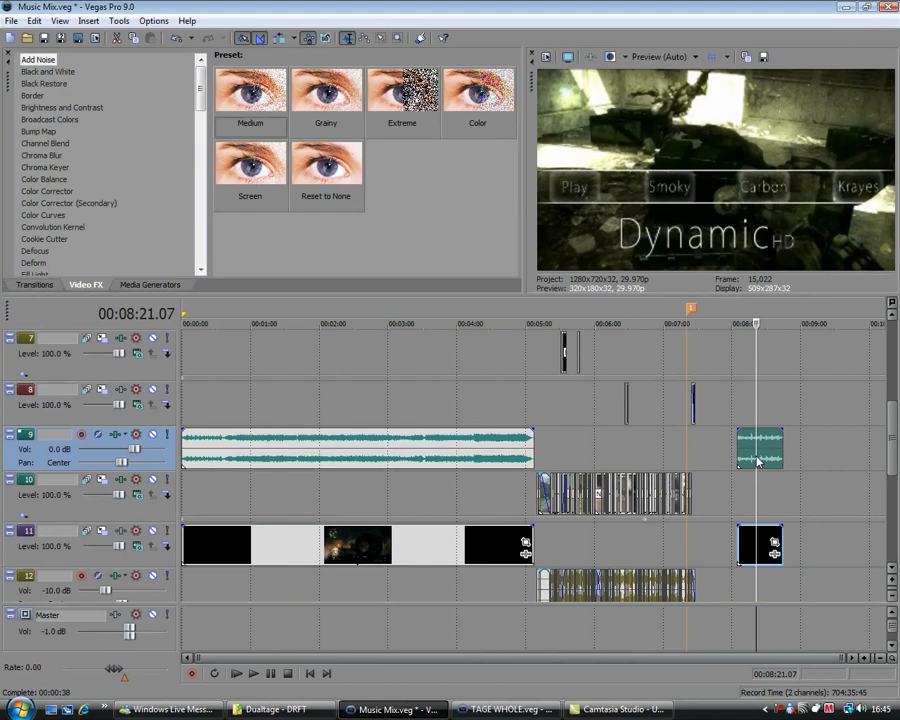 Music Mix.veg * - Vegas Pro 9.0
File Edit View Insert Tools Options Help
Add Noise
Black and White
Black Restore
Border
Brightness and Contrast
Broadcast Colors
Bump Map
Channel Blend
Chroma Blur
Chroma Keyer
Color Balance
Color Corrector
Color Corrector (Secondary)
Color Curves
Convolution Kernel
Cookie Cutter
Defocus
Deform
Fill Light
Preset:
Medium Grainy Extreme Color
Screen Reset to None
Transitions Video FX Media Generators
Preview (Auto)
Play Smoky Carbon Krayes
Dynamic HD
Project: 1280x720x32, 29.970p Frame: 15,022
Preview: 320x180x32, 29.970p Display: 509x287x32
00:08:21.07
1
00:00:00 00:01:00 00:02:00 00:03:00 00:04:00 00:05:00 00:06:00 00:07:00 00:08: 00:09:00 00:10
7
Level: 100.0 %
8
Level: 100.0 %
9
Vol: 0.0 dB
Pan: Center
10
Level: 100.0 %
11
Level: 100.0 %
12
Vol: -10.0 dB
Master
Vol: -1.0 dB
Rate: 0.00
00:08:21.07
Complete: 00:00:38 Record Time (2 channels): 704:35:45
Windows Live Mess... Dualtage - DRFT Music Mix.veg * - V... TAGE WHOLE.veg - ... Camtasia Studio - U... 16:45